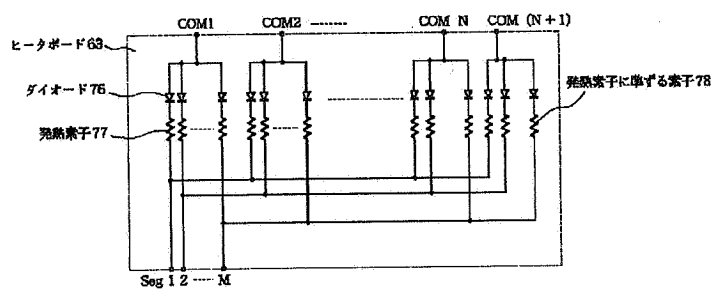 COM1 COM2 ········ COM N COM (N+1)
ヒータボード63
ダイオード76
発熱素子に準ずる素子78
発熱素子77
Seg 1 2 ····· M